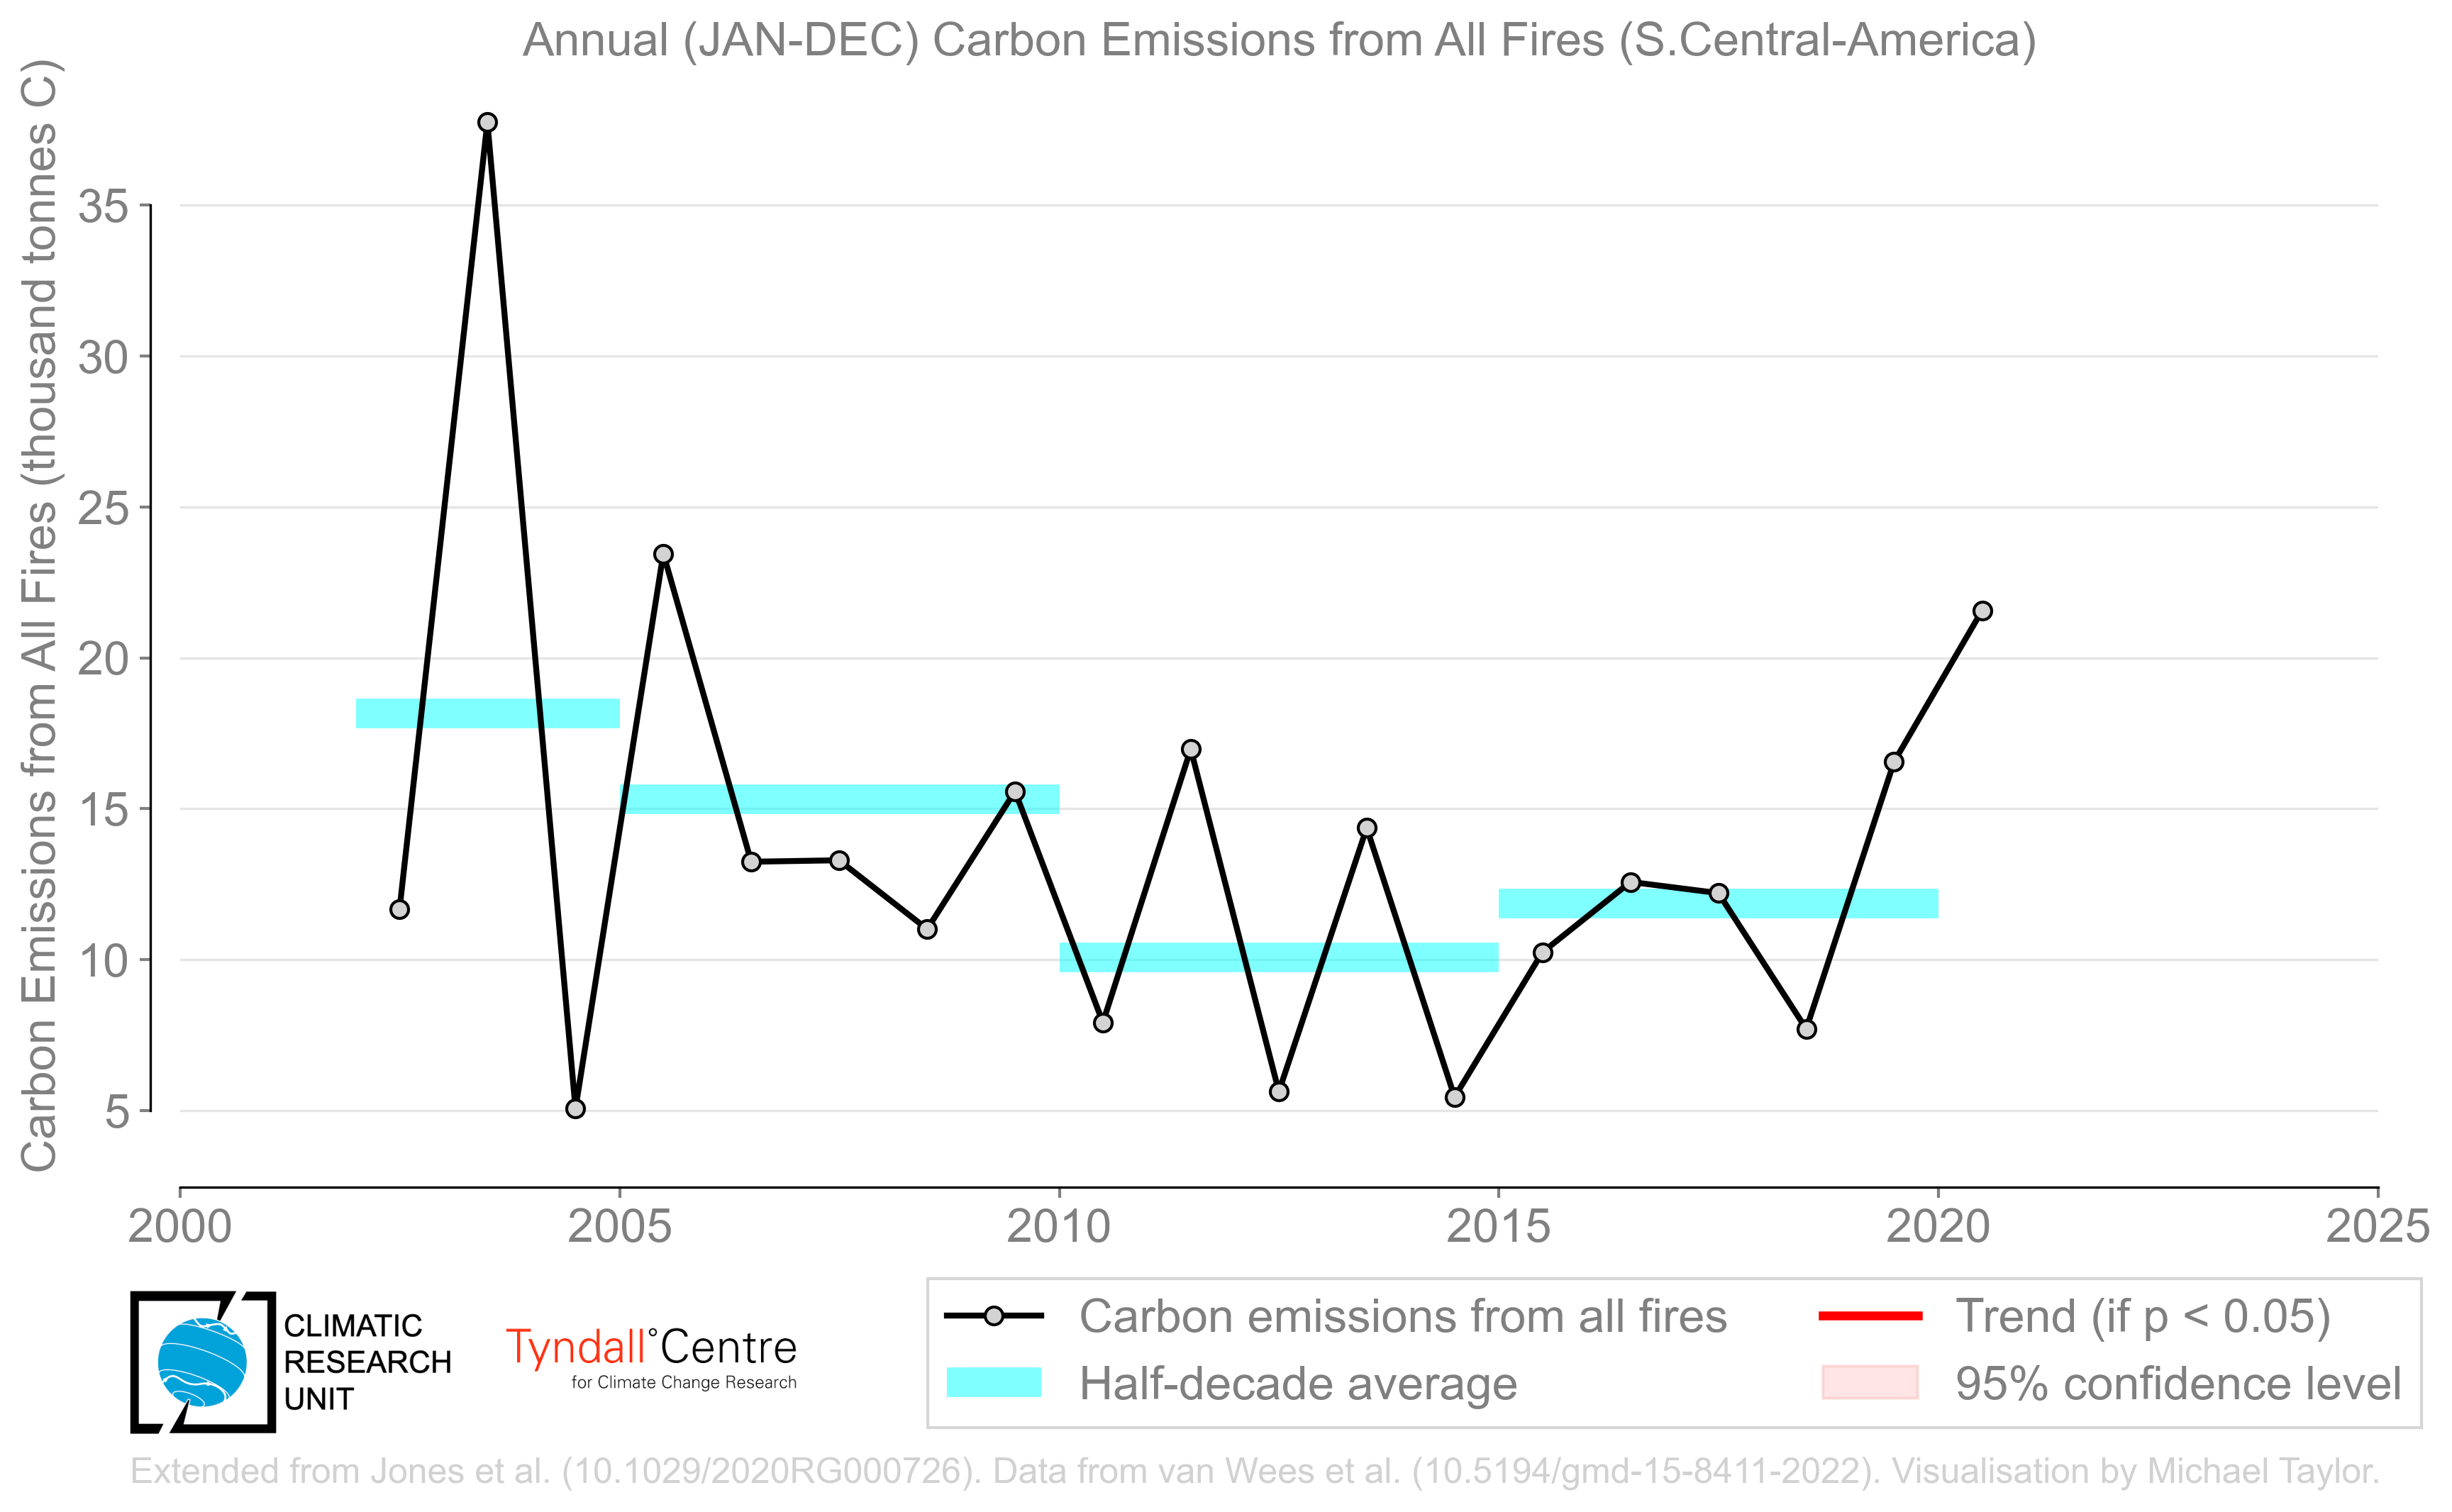 Annual (JAN-DEC) Carbon Emissions from All Fires (S.Central-America)
Carbon Emissions from All Fires (thousand tonnes C)
35
30
25
20
15
10
5
2000 2005 2010 2015 2020 2025
CLIMATIC
RESEARCH
UNIT
Tyndall°Centre
for Climate Change Research
Carbon emissions from all fires
Half-decade average
Trend (if p < 0.05)
95% confidence level
Extended from Jones et al. (10.1029/2020RG000726). Data from van Wees et al. (10.5194/gmd-15-8411-2022). Visualisation by Michael Taylor.